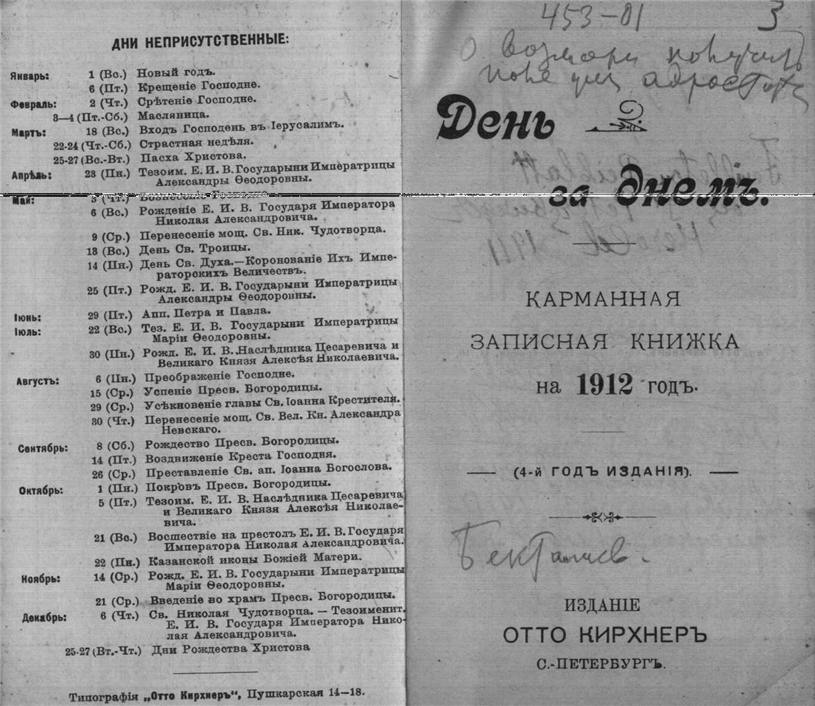 ДНИ НЕПРИСУТСТВЕННЫЕ:
Январь: 1 (Вс.) Новый годъ.
6 (Пт.) Крещеніе Господне.
Февраль: 2 (Чт.) Срѣтеніе Господне.
3—4 (Пт.-Сб.) Масляница.
Мартъ: 18 (Вс.) Входъ Господень въ Іерусалимъ.
22-24 (Чт.-Сб.) Страстная недѣля.
25-27 (Вс.-Вт.) Пасха Христова.
Апрѣль: 23 (Пн.) Тезоим. Е. И. В. Государыни Императрицы
Александры Ѳеодоровны.
Май: 3 (Чт.)
6 (Вс.) Рожденіе Е. И. В. Государя Императора
Николая Александровича.
9 (Ср.) Перенесеніе мощ. Св. Ник. Чудотворца.
13 (Вс.) День Св. Троицы.
14 (Пн.) День Св. Духа.—Коронованіе Ихъ Импе-
раторскихъ Величествъ.
25 (Пт.) Рожд. Е. И. В. Государыни Императрицы
Александры Ѳеодоровны.
Іюнь: 29 (Пт.) Апп. Петра и Павла.
Іюль: 22 (Вс.) Тез. Е. И. В. Государыни Императрицы
Маріи Ѳеодоровны.
30 (Пн.) Рожд. Е. И. В. Наслѣдника Цесаревича и
Великаго Князя Алексѣя Николаевича.
Августъ: 6 (Пн.) Преображеніе Господне.
15 (Ср.) Успеніе Пресв. Богородицы.
29 (Ср.) Усѣкновеніе главы Св. Іоанна Крестителя.
30 (Чт.) Перенесеніе мощ. Св. Вел. Кн. Александра
Невскаго.
Сентябрь: 8 (Сб.) Рождество Пресв. Богородицы.
14 (Пт.) Воздвиженіе Креста Господня.
26 (Ср.) Преставленіе Св. ап. Іоанна Богослова.
Октябрь: 1 (Пн.) Покровъ Пресв. Богородицы.
5 (Пт.) Тезоим. Е. И. В. Наслѣдника Цесаревича
и Великаго Князя Алексѣя Николае-
вича.
21 (Вс.) Восшествіе на престолъ Е. И. В. Государя
Императора Николая Александровича.
22 (Пн.) Казанской иконы Божіей Матери.
Ноябрь: 14 (Ср.) Рожд. Е. И. В. Государыни Императрицы
Маріи Ѳеодоровны.
21 (Ср.) Введеніе во храмъ Пресв. Богородицы.
Декабрь: 6 (Чт.) Св. Николая Чудотворца. — Тезоименит.
Е. И. В. Государя Императора Нико-
лая Александровича.
25-27 (Вт.-Чт.) Дни Рождества Христова
Типографія „Отто Кирхнеръ“, Пушкарская 14—18.
453-01 3
День
за днемъ.
КАРМАННАЯ
ЗАПИСНАЯ КНИЖКА
на 1912 годъ.
(4-й ГОДЪ ИЗДАНІЯ).
ИЗДАНІЕ
ОТТО КИРХНЕРЪ
С.-ПЕТЕРБУРГЪ.